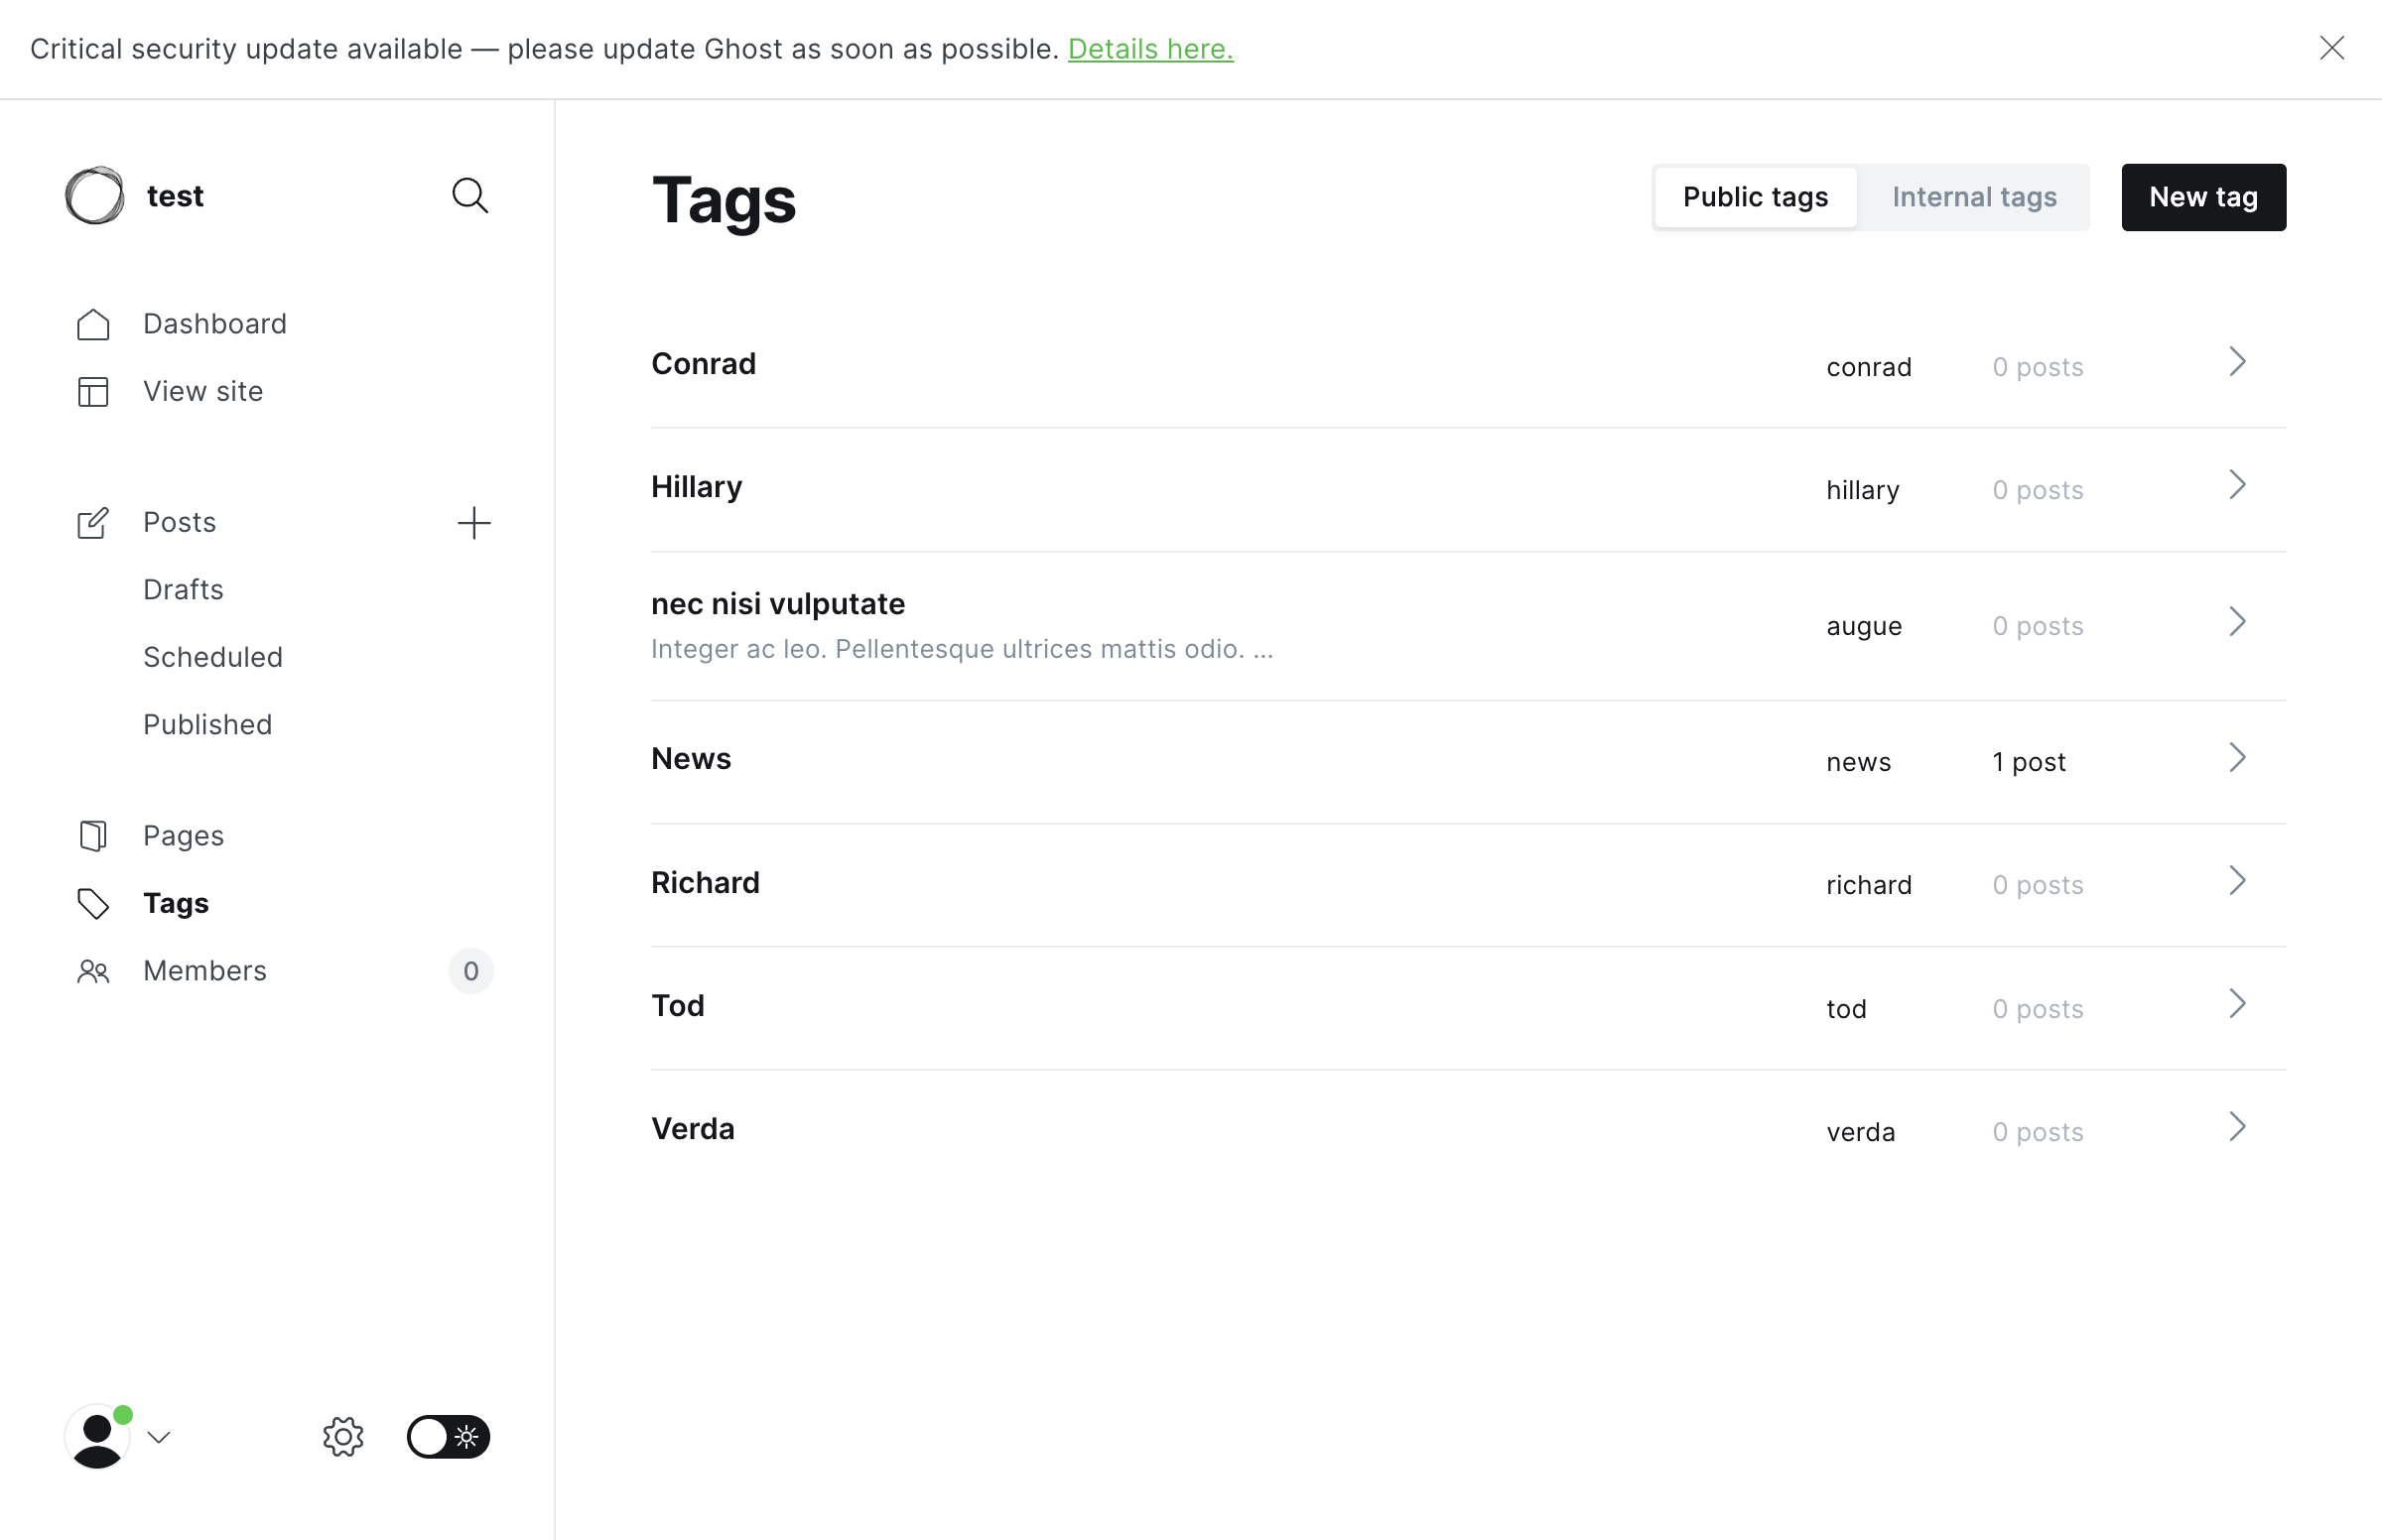 Critical security update available — please update Ghost as soon as possible. Details here.
test
Dashboard
View site
Posts
Drafts
Scheduled
Published
Pages
Tags
Members 0
Tags
Public tags Internal tags New tag
Conrad conrad 0 posts
Hillary hillary 0 posts
nec nisi vulputate
Integer ac leo. Pellentesque ultrices mattis odio. ...
augue 0 posts
News news 1 post
Richard richard 0 posts
Tod tod 0 posts
Verda verda 0 posts